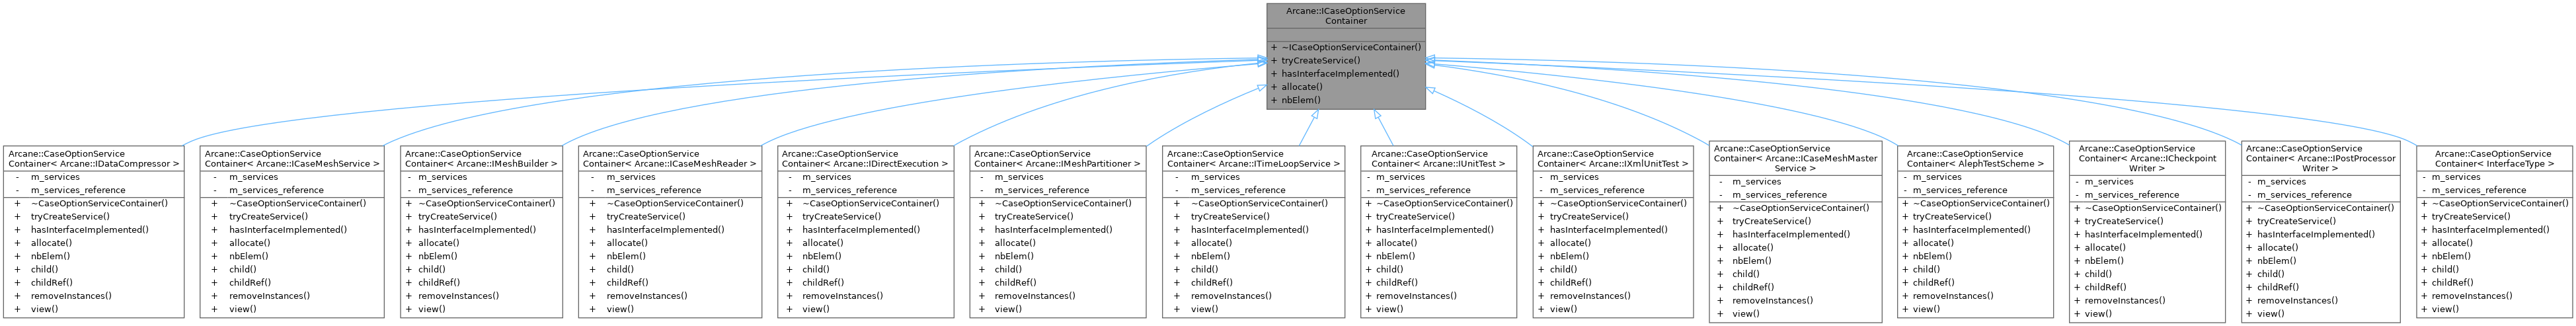 Arcane::ICaseOptionService
Container
+ ~ICaseOptionServiceContainer()
+ tryCreateService()
+ hasInterfaceImplemented()
+ allocate()
+ nbElem()
Arcane::CaseOptionService
Container< Arcane::IDataCompressor >
- m_services
- m_services_reference
+ ~CaseOptionServiceContainer()
+ tryCreateService()
+ hasInterfaceImplemented()
+ allocate()
+ nbElem()
+ child()
+ childRef()
+ removeInstances()
+ view()
Arcane::CaseOptionService
Container< Arcane::ICaseMeshService >
- m_services
- m_services_reference
+ ~CaseOptionServiceContainer()
+ tryCreateService()
+ hasInterfaceImplemented()
+ allocate()
+ nbElem()
+ child()
+ childRef()
+ removeInstances()
+ view()
Arcane::CaseOptionService
Container< Arcane::IMeshBuilder >
- m_services
- m_services_reference
+ ~CaseOptionServiceContainer()
+ tryCreateService()
+ hasInterfaceImplemented()
+ allocate()
+ nbElem()
+ child()
+ childRef()
+ removeInstances()
+ view()
Arcane::CaseOptionService
Container< Arcane::ICaseMeshReader >
- m_services
- m_services_reference
+ ~CaseOptionServiceContainer()
+ tryCreateService()
+ hasInterfaceImplemented()
+ allocate()
+ nbElem()
+ child()
+ childRef()
+ removeInstances()
+ view()
Arcane::CaseOptionService
Container< Arcane::IDirectExecution >
- m_services
- m_services_reference
+ ~CaseOptionServiceContainer()
+ tryCreateService()
+ hasInterfaceImplemented()
+ allocate()
+ nbElem()
+ child()
+ childRef()
+ removeInstances()
+ view()
Arcane::CaseOptionService
Container< Arcane::IMeshPartitioner >
- m_services
- m_services_reference
+ ~CaseOptionServiceContainer()
+ tryCreateService()
+ hasInterfaceImplemented()
+ allocate()
+ nbElem()
+ child()
+ childRef()
+ removeInstances()
+ view()
Arcane::CaseOptionService
Container< Arcane::ITimeLoopService >
- m_services
- m_services_reference
+ ~CaseOptionServiceContainer()
+ tryCreateService()
+ hasInterfaceImplemented()
+ allocate()
+ nbElem()
+ child()
+ childRef()
+ removeInstances()
+ view()
Arcane::CaseOptionService
Container< Arcane::IUnitTest >
- m_services
- m_services_reference
+ ~CaseOptionServiceContainer()
+ tryCreateService()
+ hasInterfaceImplemented()
+ allocate()
+ nbElem()
+ child()
+ childRef()
+ removeInstances()
+ view()
Arcane::CaseOptionService
Container< Arcane::IXmlUnitTest >
- m_services
- m_services_reference
+ ~CaseOptionServiceContainer()
+ tryCreateService()
+ hasInterfaceImplemented()
+ allocate()
+ nbElem()
+ child()
+ childRef()
+ removeInstances()
+ view()
Arcane::CaseOptionService
Container< Arcane::ICaseMeshMaster
Service >
- m_services
- m_services_reference
+ ~CaseOptionServiceContainer()
+ tryCreateService()
+ hasInterfaceImplemented()
+ allocate()
+ nbElem()
+ child()
+ childRef()
+ removeInstances()
+ view()
Arcane::CaseOptionService
Container< AlephTestScheme >
- m_services
- m_services_reference
+ ~CaseOptionServiceContainer()
+ tryCreateService()
+ hasInterfaceImplemented()
+ allocate()
+ nbElem()
+ child()
+ childRef()
+ removeInstances()
+ view()
Arcane::CaseOptionService
Container< Arcane::ICheckpoint
Writer >
- m_services
- m_services_reference
+ ~CaseOptionServiceContainer()
+ tryCreateService()
+ hasInterfaceImplemented()
+ allocate()
+ nbElem()
+ child()
+ childRef()
+ removeInstances()
+ view()
Arcane::CaseOptionService
Container< Arcane::IPostProcessor
Writer >
- m_services
- m_services_reference
+ ~CaseOptionServiceContainer()
+ tryCreateService()
+ hasInterfaceImplemented()
+ allocate()
+ nbElem()
+ child()
+ childRef()
+ removeInstances()
+ view()
Arcane::CaseOptionService
Container< InterfaceType >
- m_services
- m_services_reference
+ ~CaseOptionServiceContainer()
+ tryCreateService()
+ hasInterfaceImplemented()
+ allocate()
+ nbElem()
+ child()
+ childRef()
+ removeInstances()
+ view()